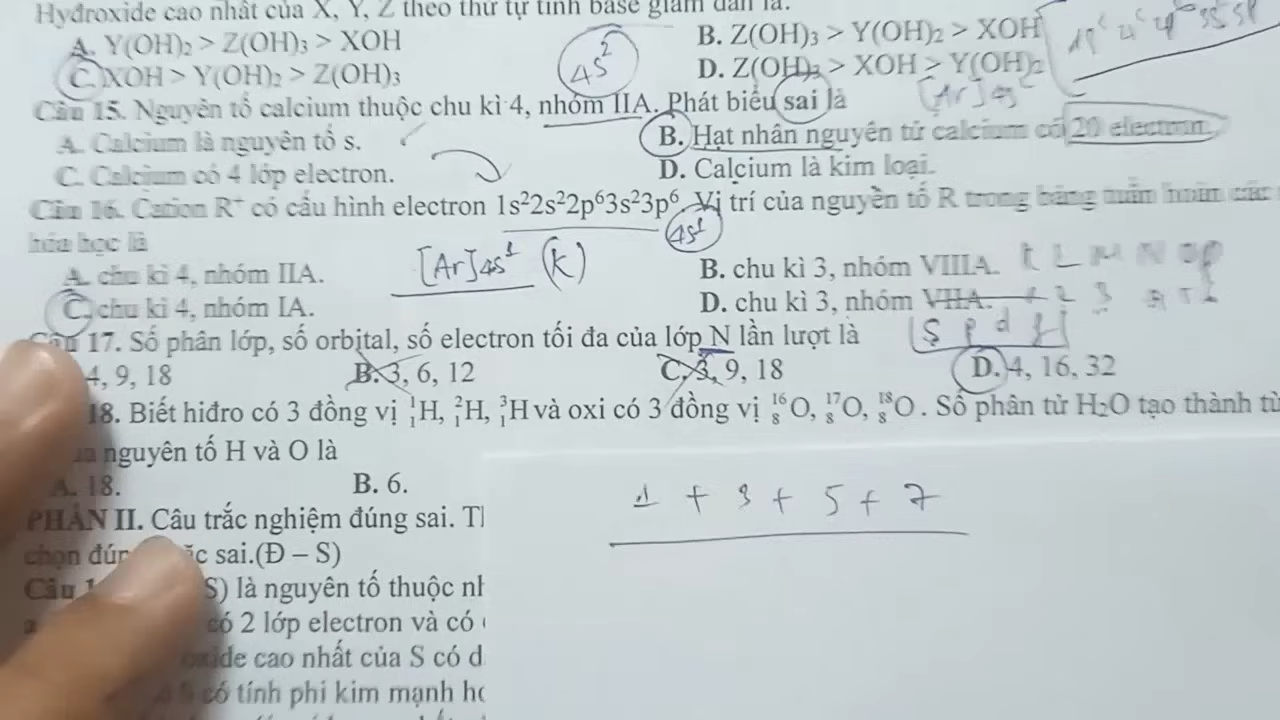 Hydroxide cao nhất của X, Y, Z theo thứ tự tính base giảm dần là:
A. Y(OH)₂ > Z(OH)₃ > XOH
B. Z(OH)₃ > Y(OH)₂ > XOH
C. XOH > Y(OH)₂ > Z(OH)₃
4s²
D. Z(OH)₃ > XOH > Y(OH)₂
Câu 15. Nguyên tố calcium thuộc chu kì 4, nhóm IIA. Phát biểu sai là
[Ar]4s²
A. Calcium là nguyên tố s.
B. Hạt nhân nguyên tử calcium có 20 electron.
C. Calcium có 4 lớp electron.
D. Calcium là kim loại.
Câu 16. Cation R⁺ có cấu hình electron 1s²2s²2p⁶3s²3p⁶. Vị trí của nguyên tố R trong bảng tuần hoàn các
4s¹
hóa học là
[Ar]4s¹ (K)
A. chu kì 4, nhóm IIA.
B. chu kì 3, nhóm VIIIA.
K L M N
C. chu kì 4, nhóm IA.
D. chu kì 3, nhóm VIIA.
1 2 3
Câu 17. Số phân lớp, số orbital, số electron tối đa của lớp N lần lượt là
s p d f
4, 9, 18
B. 3, 6, 12
C. 3, 9, 18
D. 4, 16, 32
18. Biết hiđro có 3 đồng vị ¹₁H, ²₁H, ³₁H và oxi có 3 đồng vị ¹⁶₈O, ¹⁷₈O, ¹⁸₈O. Số phân tử H₂O tạo thành từ
nguyên tố H và O là
A. 18.
B. 6.
1 + 3 + 5 + 7
PHẦN II. Câu trắc nghiệm đúng sai.
chọn sai.(Đ – S)
Câu S) là nguyên tố thuộc
có 2 lớp electron và có
cao nhất của S có
có tính phi kim mạnh